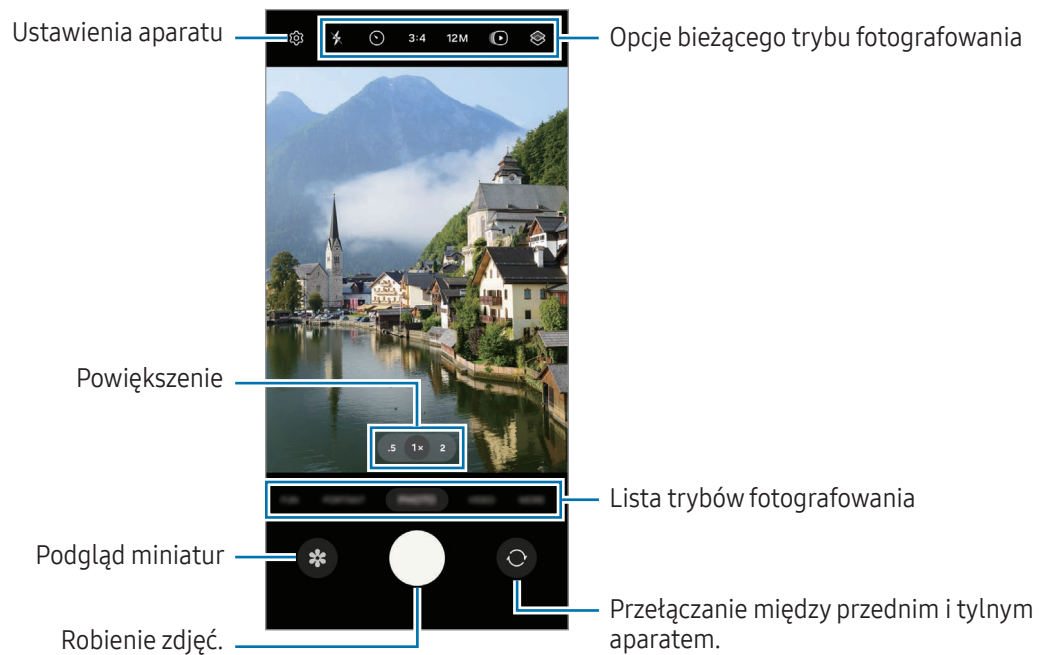 Ustawienia aparatu
3:4
12M
Opcje bieżącego trybu fotografowania
Powiększenie
.5 1× 2
PHOTO
Lista trybów fotografowania
Podgląd miniatur
Przełączanie między przednim i tylnym
aparatem.
Robienie zdjęć.